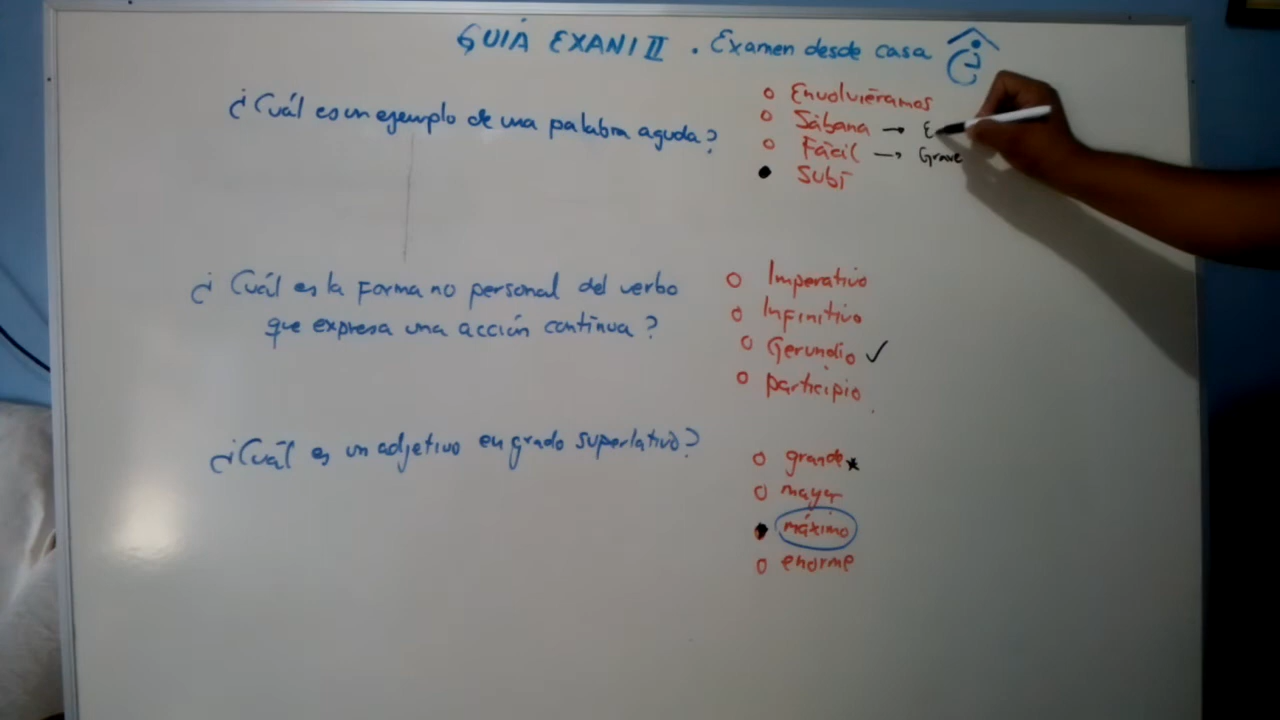 GUIA EXANI II . Examen desde casa
¿Cuál es un ejemplo de una palabra aguda?
Envolviéramos
Sábana → E
Fácil → Grave
Subí
¿Cuál es la forma no personal del verbo
que expresa una acción continua?
Imperativo
Infinitivo
Gerundio ✓
participio
¿Cuál es un adjetivo en grado superlativo?
grande
mayor
máximo
enorme